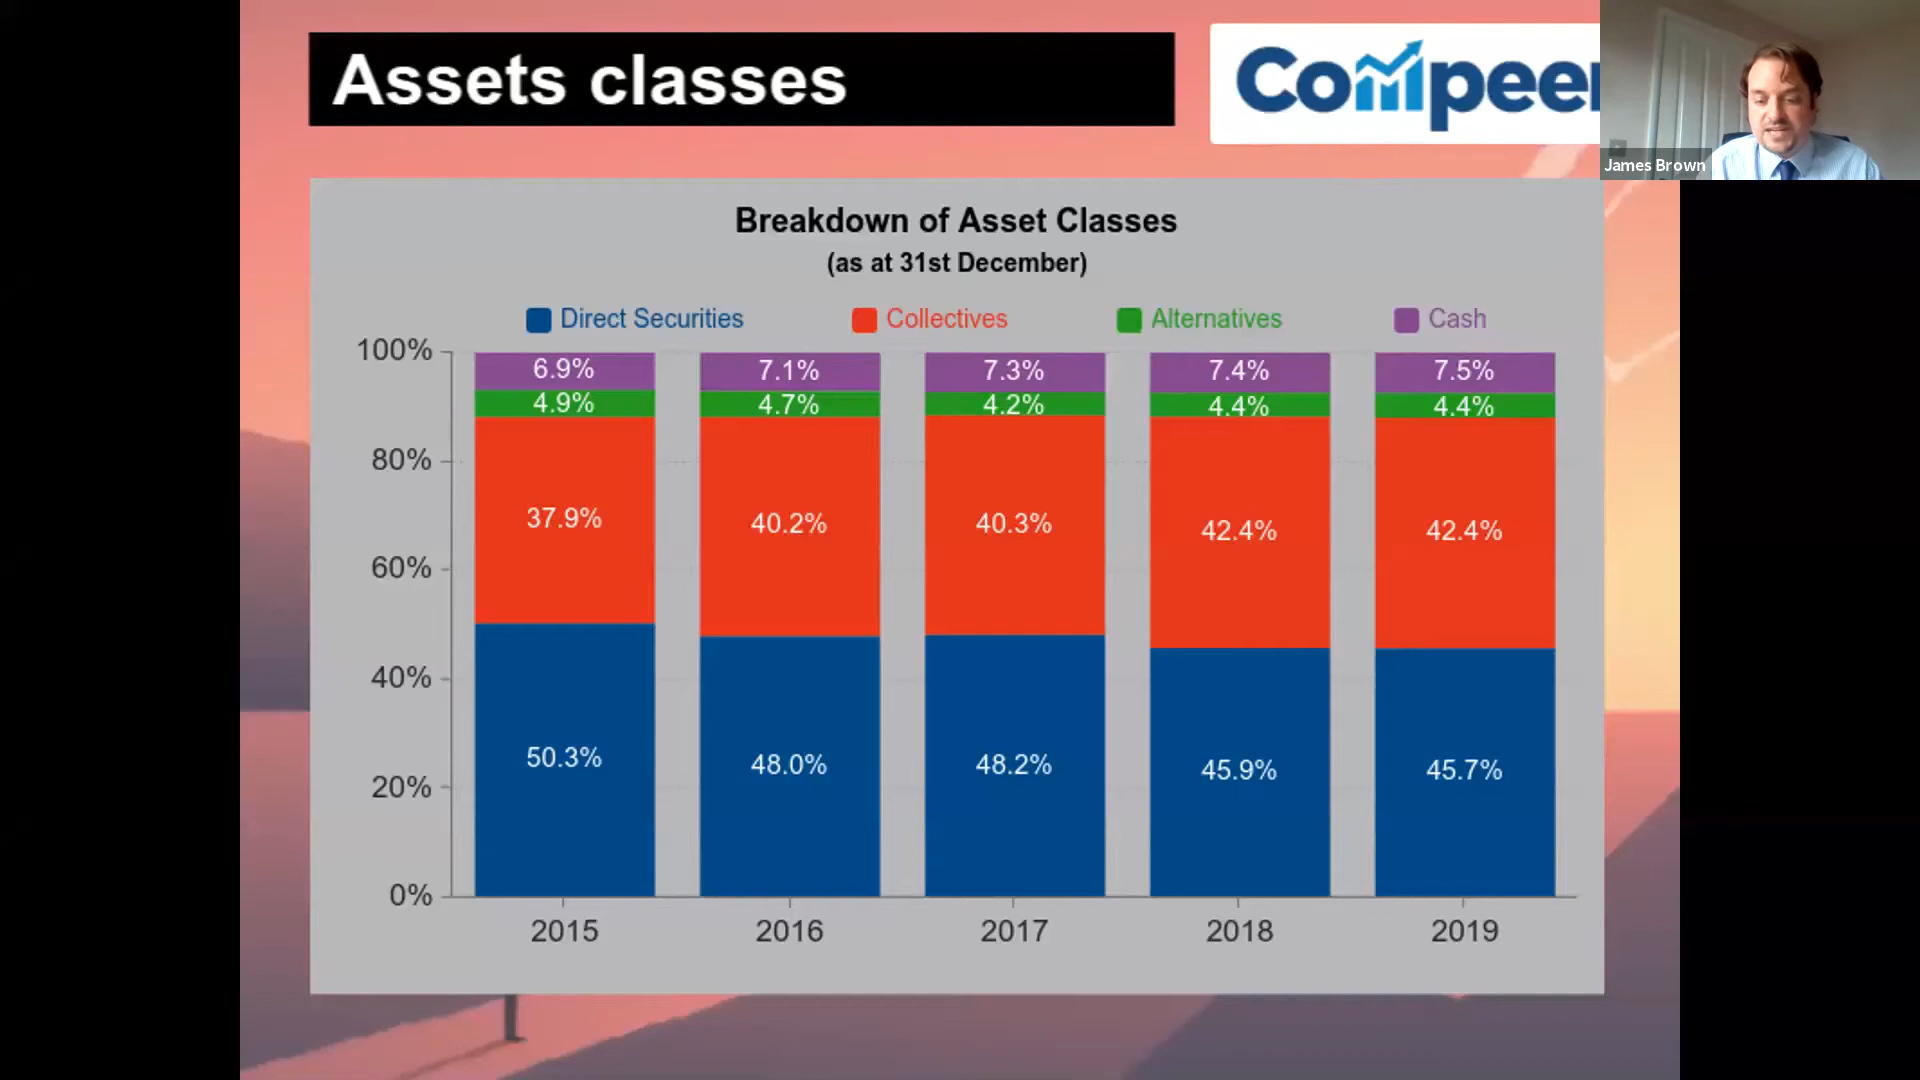 Assets classes
Compeer
James Brown
Breakdown of Asset Classes
(as at 31st December)
Direct Securities Collectives Alternatives Cash
100%
80%
60%
40%
20%
0%
6.9% 7.1% 7.3% 7.4% 7.5%
4.9% 4.7% 4.2% 4.4% 4.4%
37.9% 40.2% 40.3% 42.4% 42.4%
50.3% 48.0% 48.2% 45.9% 45.7%
2015 2016 2017 2018 2019